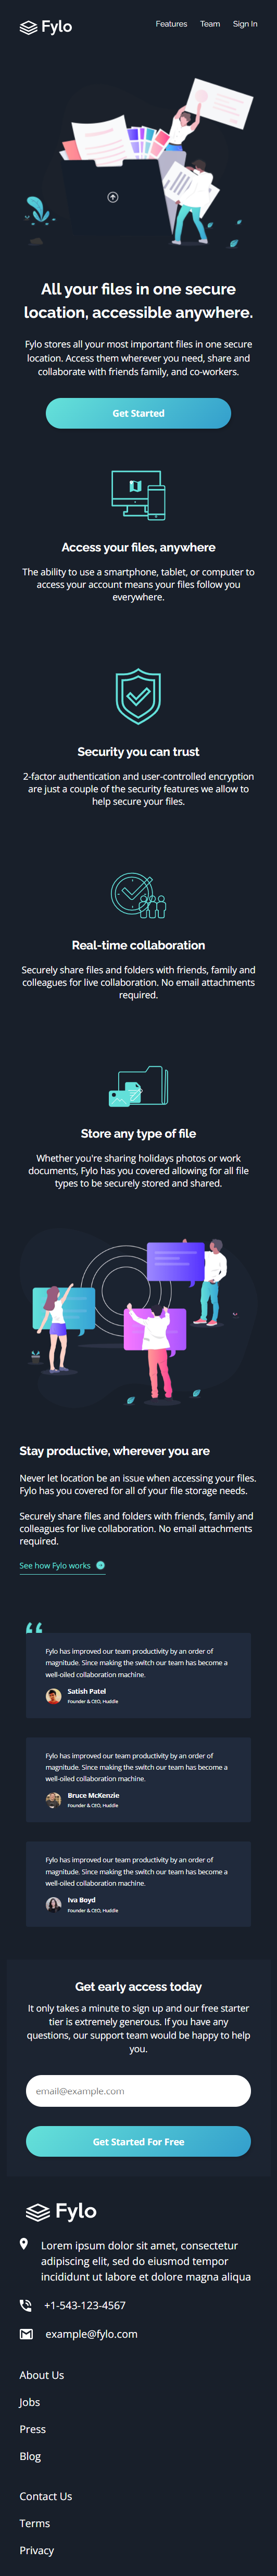 Fylo
Features Team Sign In
All your files in one secure
location, accessible anywhere.
Fylo stores all your most important files in one secure
location. Access them wherever you need, share and
collaborate with friends family, and co-workers.
Get Started
Access your files, anywhere
The ability to use a smartphone, tablet, or computer to
access your account means your files follow you
everywhere.
Security you can trust
2-factor authentication and user-controlled encryption
are just a couple of the security features we allow to
help secure your files.
Real-time collaboration
Securely share files and folders with friends, family and
colleagues for live collaboration. No email attachments
required.
Store any type of file
Whether you're sharing holidays photos or work
documents, Fylo has you covered allowing for all file
types to be securely stored and shared.
Stay productive, wherever you are
Never let location be an issue when accessing your files.
Fylo has you covered for all of your file storage needs.
Securely share files and folders with friends, family and
colleagues for live collaboration. No email attachments
required.
See how Fylo works
Fylo has improved our team productivity by an order of
magnitude. Since making the switch our team has become a
well-oiled collaboration machine.
Satish Patel
Founder & CEO, Huddle
Fylo has improved our team productivity by an order of
magnitude. Since making the switch our team has become a
well-oiled collaboration machine.
Bruce McKenzie
Founder & CEO, Huddle
Fylo has improved our team productivity by an order of
magnitude. Since making the switch our team has become a
well-oiled collaboration machine.
Iva Boyd
Founder & CEO, Huddle
Get early access today
It only takes a minute to sign up and our free starter
tier is extremely generous. If you have any
questions, our support team would be happy to help
you.
email@example.com
Get Started For Free
Fylo
Lorem ipsum dolor sit amet, consectetur
adipiscing elit, sed do eiusmod tempor
incididunt ut labore et dolore magna aliqua
+1-543-123-4567
example@fylo.com
About Us
Jobs
Press
Blog
Contact Us
Terms
Privacy